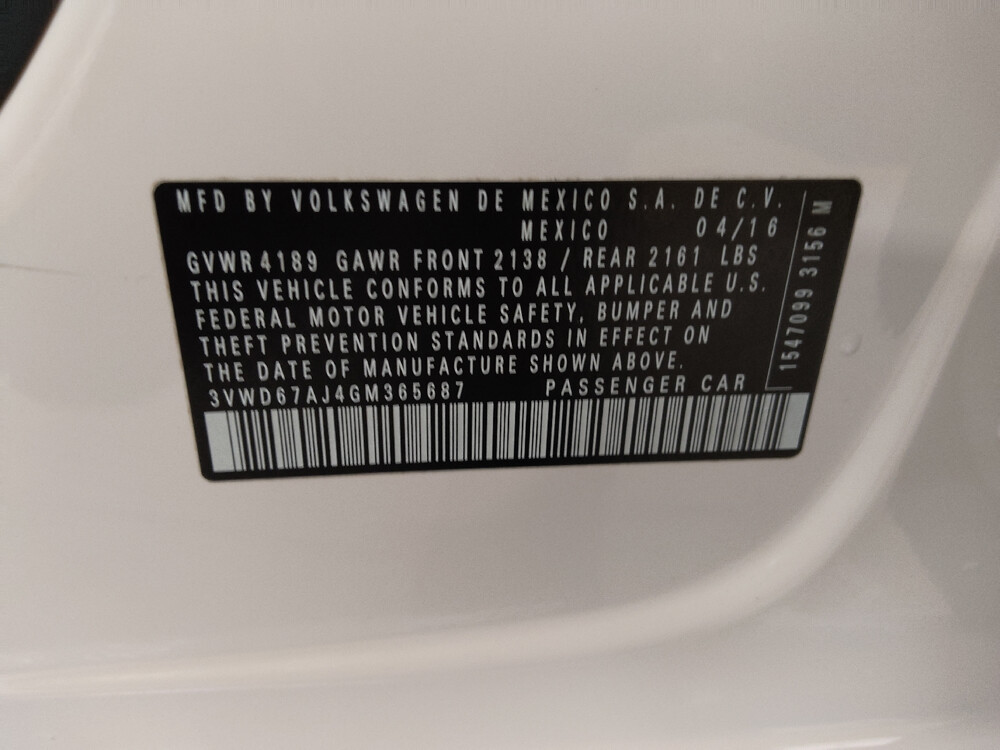 MFD BY VOLKSWAGEN DE MEXICO S.A. DE C.V.
MEXICO 04/16
GVWR 4189 GAWR FRONT 2138 / REAR 2161 LBS
THIS VEHICLE CONFORMS TO ALL APPLICABLE U.S.
FEDERAL MOTOR VEHICLE SAFETY, BUMPER AND
THEFT PREVENTION STANDARDS IN EFFECT ON
THE DATE OF MANUFACTURE SHOWN ABOVE.
3VWD67AJ4GM365687 PASSENGER CAR
1547099 3156 M